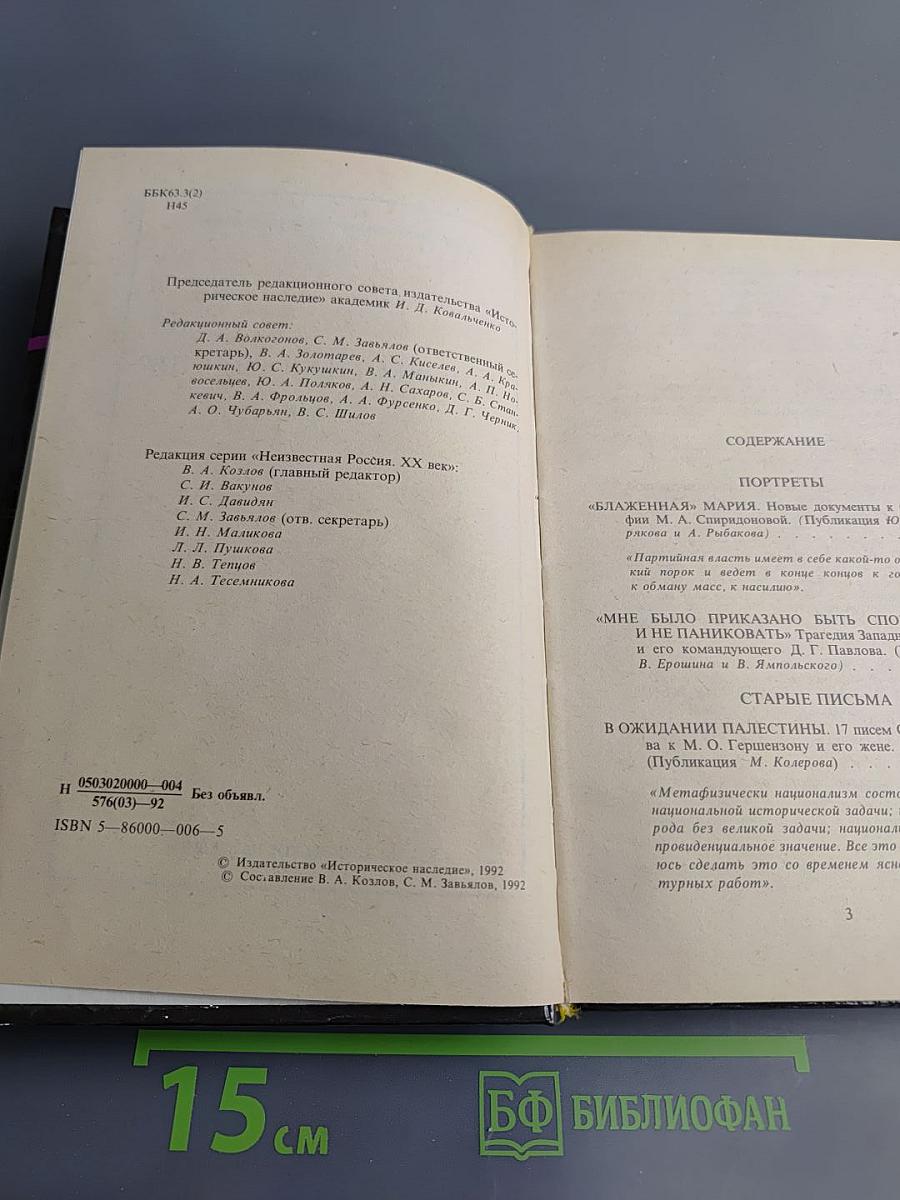 ББК63.3(2)
Н45
Председатель редакционного совета издательства «Исто-
рическое наследие» академик И. Д. Ковальченко
Редакционный совет:
Д. А. Волкогонов, С. М. Завьялов (ответственный се-
кретарь), В. А. Золотарев, А. С. Киселев, А. А. Кра-
юшкин, Ю. С. Кукушкин, В. А. Маныкин, А. П. Но-
восельцев, Ю. А. Поляков, А. Н. Сахаров, С. Б. Стан-
кевич, В. А. Фрольцов, А. А. Фурсенко, Д. Г. Черник,
А. О. Чубарьян, В. С. Шилов
Редакция серии «Неизвестная Россия. XX век»:
В. А. Козлов (главный редактор)
С. И. Вакунов
И. С. Давидян
С. М. Завьялов (отв. секретарь)
И. Н. Маликова
Л. Л. Пушкова
Н. В. Тепцов
Н. А. Тесемникова
Н 0503020000—004
576(03)—92 Без объявл.
ISBN 5—86000—006—5
© Издательство «Историческое наследие», 1992
© Составление В. А. Козлов, С. М. Завьялов, 1992
СОДЕРЖАНИЕ
ПОРТРЕТЫ
«БЛАЖЕННАЯ» МАРИЯ. Новые документы к
фии М. А. Спиридоновой. (Публикация Ю
рякова и А. Рыбакова) . . . . . . . .
«Партийная власть имеет в себе какой-то о
кий порок и ведет в конце концов к го
к обману масс, к насилию».
«МНЕ БЫЛО ПРИКАЗАНО БЫТЬ СПО
И НЕ ПАНИКОВАТЬ» Трагедия Западн
и его командующего Д. Г. Павлова. (
В. Ерошина и В. Ямпольского) . . .
СТАРЫЕ ПИСЬМА
В ОЖИДАНИИ ПАЛЕСТИНЫ. 17 писем С
ва к М. О. Гершензону и его жене.
(Публикация М. Колерова) . . . .
«Метафизически национализм состо
национальной исторической задачи;
рода без великой задачи; национали
провиденциальное значение. Все это
юсь сделать это со временем ясн
турных работ».
3
15 см
БФ БИБЛИОФАН